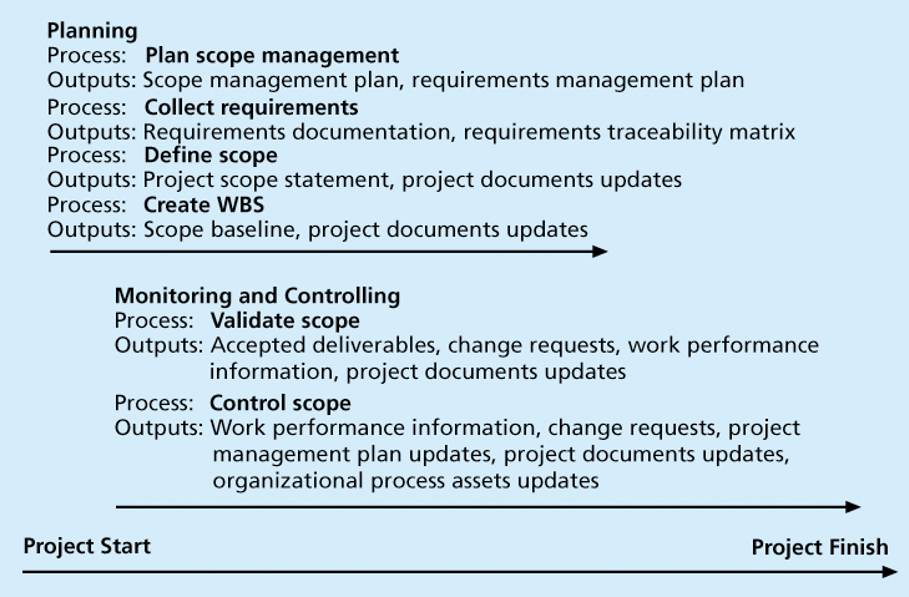 Planning
Process: Plan scope management
Outputs: Scope management plan, requirements management plan
Process: Collect requirements
Outputs: Requirements documentation, requirements traceability matrix
Process: Define scope
Outputs: Project scope statement, project documents updates
Process: Create WBS
Outputs: Scope baseline, project documents updates
Monitoring and Controlling
Process: Validate scope
Outputs: Accepted deliverables, change requests, work performance
information, project documents updates
Process: Control scope
Outputs: Work performance information, change requests, project
management plan updates, project documents updates,
organizational process assets updates
Project Start
Project Finish